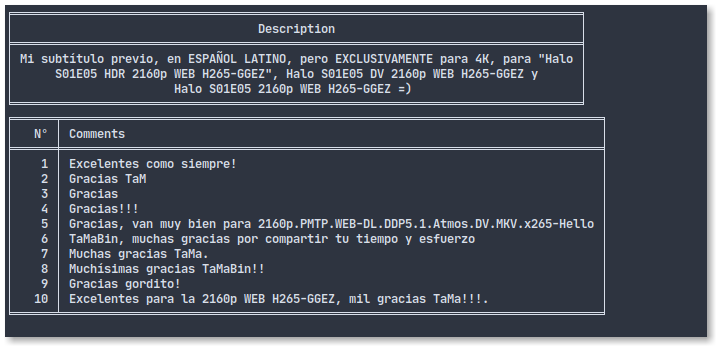 Description
Mi subtítulo previo, en ESPAÑOL LATINO, pero EXCLUSIVAMENTE para 4K, para "Halo
S01E05 HDR 2160p WEB H265-GGEZ", Halo S01E05 DV 2160p WEB H265-GGEZ y
Halo S01E05 2160p WEB H265-GGEZ =)
N° Comments
1 Excelentes como siempre!
2 Gracias TaM
3 Gracias
4 Gracias!!!
5 Gracias, van muy bien para 2160p.PMTP.WEB-DL.DDP5.1.Atmos.DV.MKV.x265-Hello
6 TaMaBin, muchas gracias por compartir tu tiempo y esfuerzo
7 Muchas gracias TaMa.
8 Muchísimas gracias TaMaBin!!
9 Gracias gordito!
10 Excelentes para la 2160p WEB H265-GGEZ, mil gracias TaMa!!!.